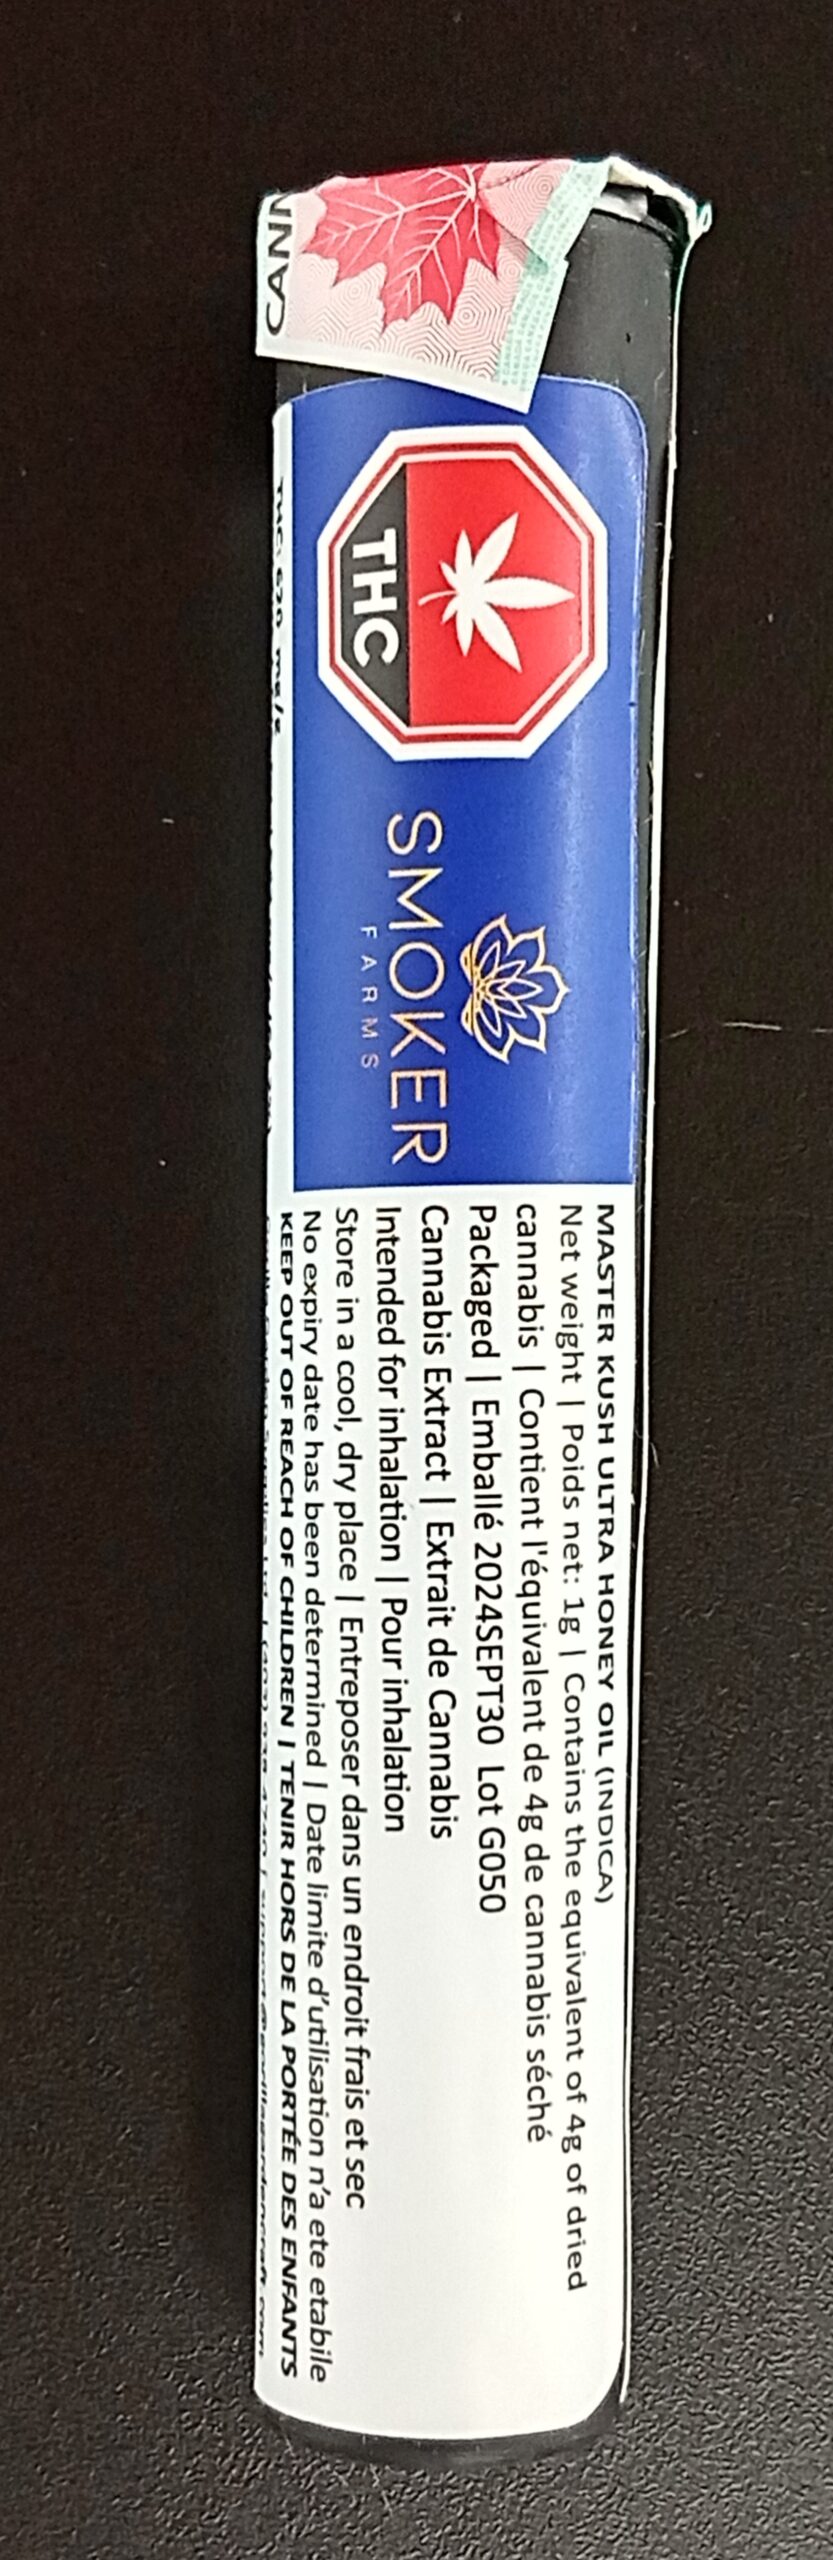 THC
SMOKER
FARMS
MASTER KUSH ULTRA HONEY OIL (INDICA)
Net weight | Poids net: 1g | Contains the equivalent of 4g of dried
cannabis | Contient l'équivalent de 4g de cannabis séché
Packaged | Emballé 2024SEPT30 Lot G050
Cannabis Extract | Extrait de Cannabis
Intended for inhalation | Pour inhalation
Store in a cool, dry place | Entreposer dans un endroit frais et sec
No expiry date has been determined | Date limite d'utilisation n'a ete etabile
KEEP OUT OF REACH OF CHILDREN | TENIR HORS DE LA PORTÉE DES ENFANTS
CANN
THC: 620 mg/g